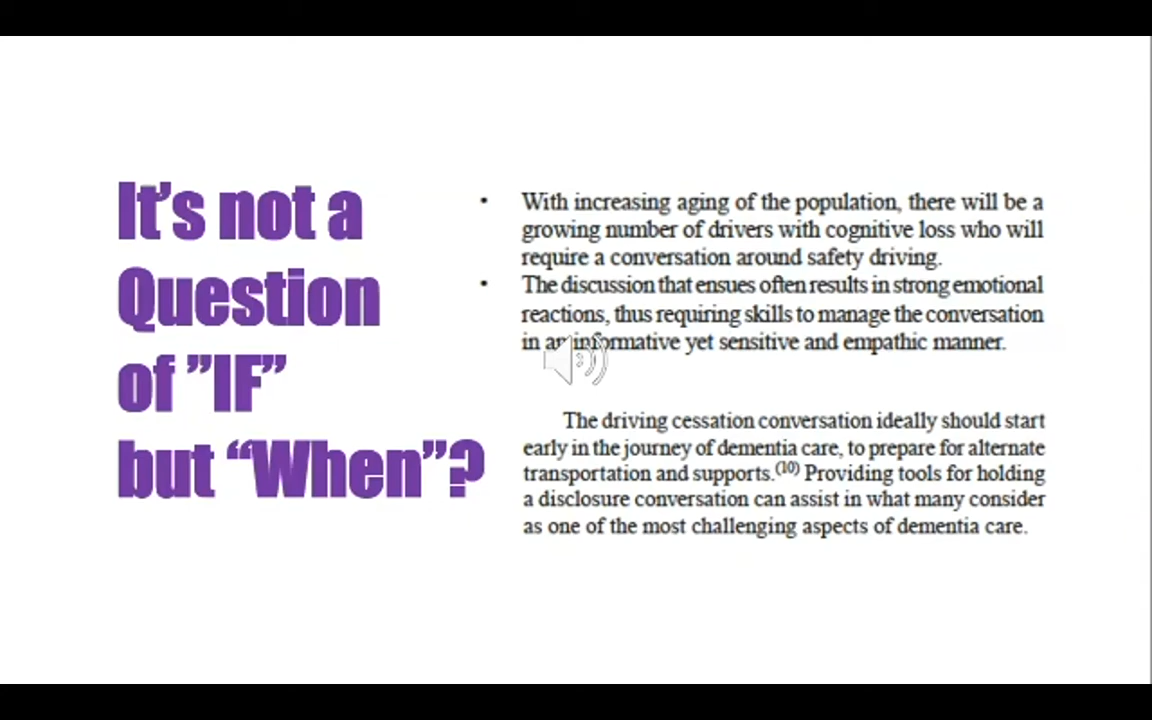 It's not a
Question
of "IF"
but "When"?
• With increasing aging of the population, there will be a
growing number of drivers with cognitive loss who will
require a conversation around safety driving.
• The discussion that ensues often results in strong emotional
reactions, thus requiring skills to manage the conversation
in an informative yet sensitive and empathic manner.
The driving cessation conversation ideally should start
early in the journey of dementia care, to prepare for alternate
transportation and supports.(10) Providing tools for holding
a disclosure conversation can assist in what many consider
as one of the most challenging aspects of dementia care.